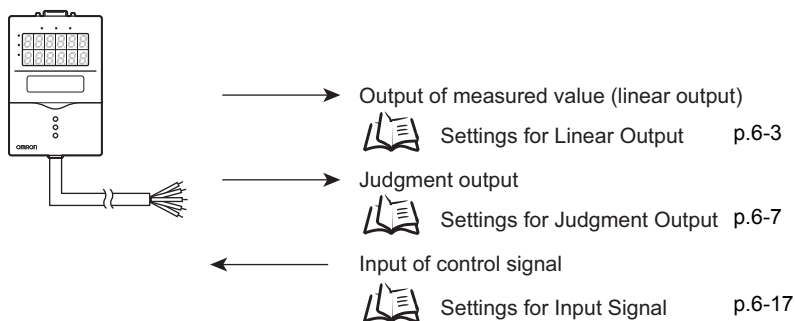 OMRON
Output of measured value (linear output)
Settings for Linear Output p.6-3
Judgment output
Settings for Judgment Output p.6-7
Input of control signal
Settings for Input Signal p.6-17